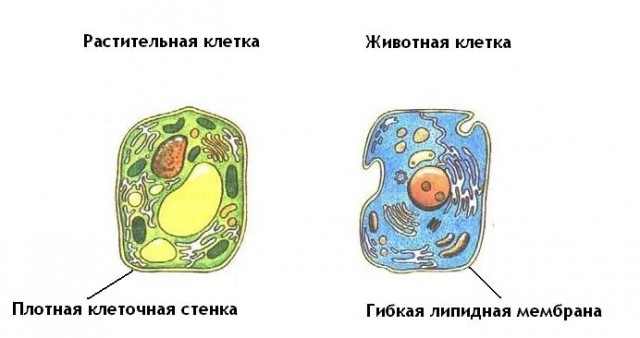 Растительная клетка
Животная клетка
Плотная клеточная стенка
Гибкая липидная мембрана